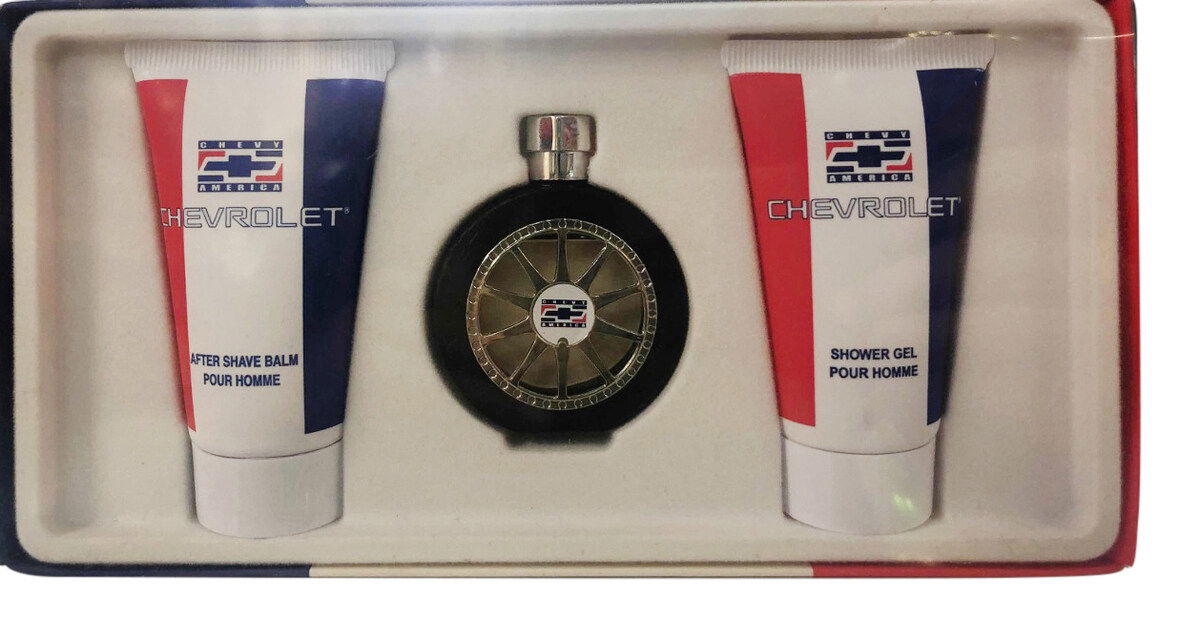 CHEVY
AMERICA
CHEVROLET®
AFTER SHAVE BALM
POUR HOMME
CHEVY
AMERICA
CHEVY
AMERICA
CHEVROLET
SHOWER GEL
POUR HOMME